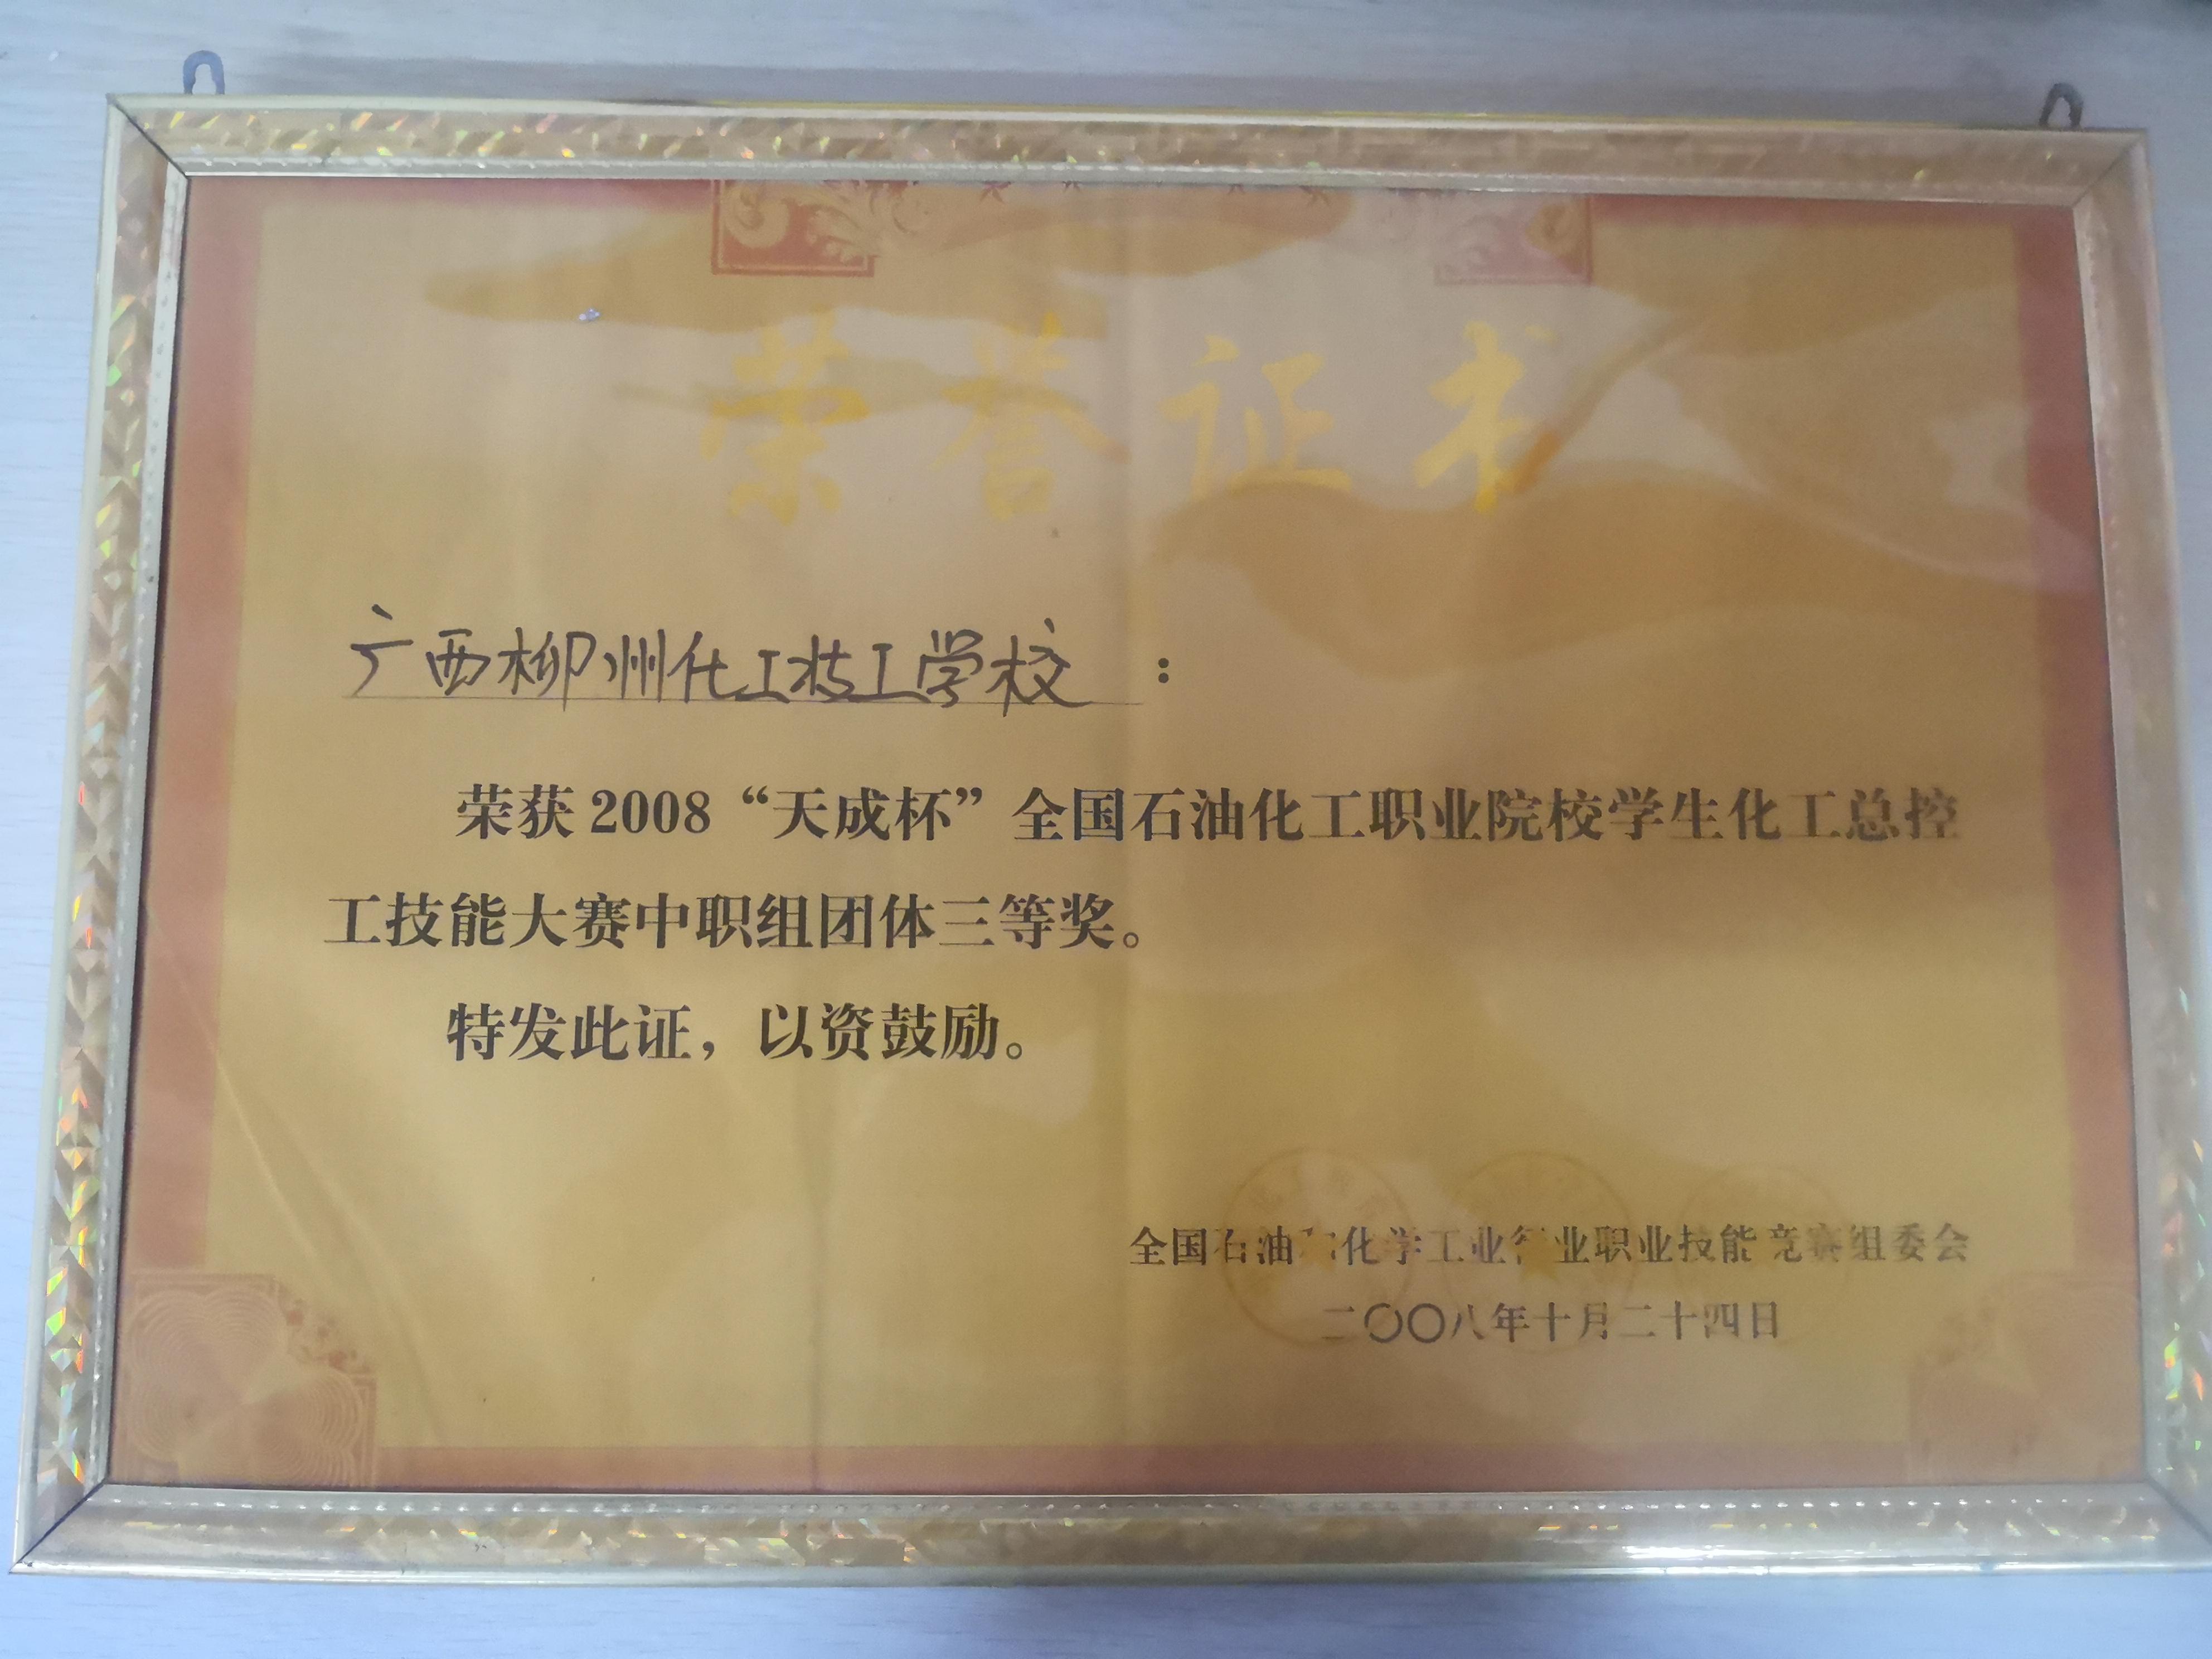 荣誉证书
广西柳州化工技工学校：
荣获2008“天成杯”全国石油化工职业院校学生化工总控
工技能大赛中职组团体三等奖。
特发此证，以资鼓励。
全国石油和化学工业行业职业技能竞赛组委会
二〇〇八年十月二十四日